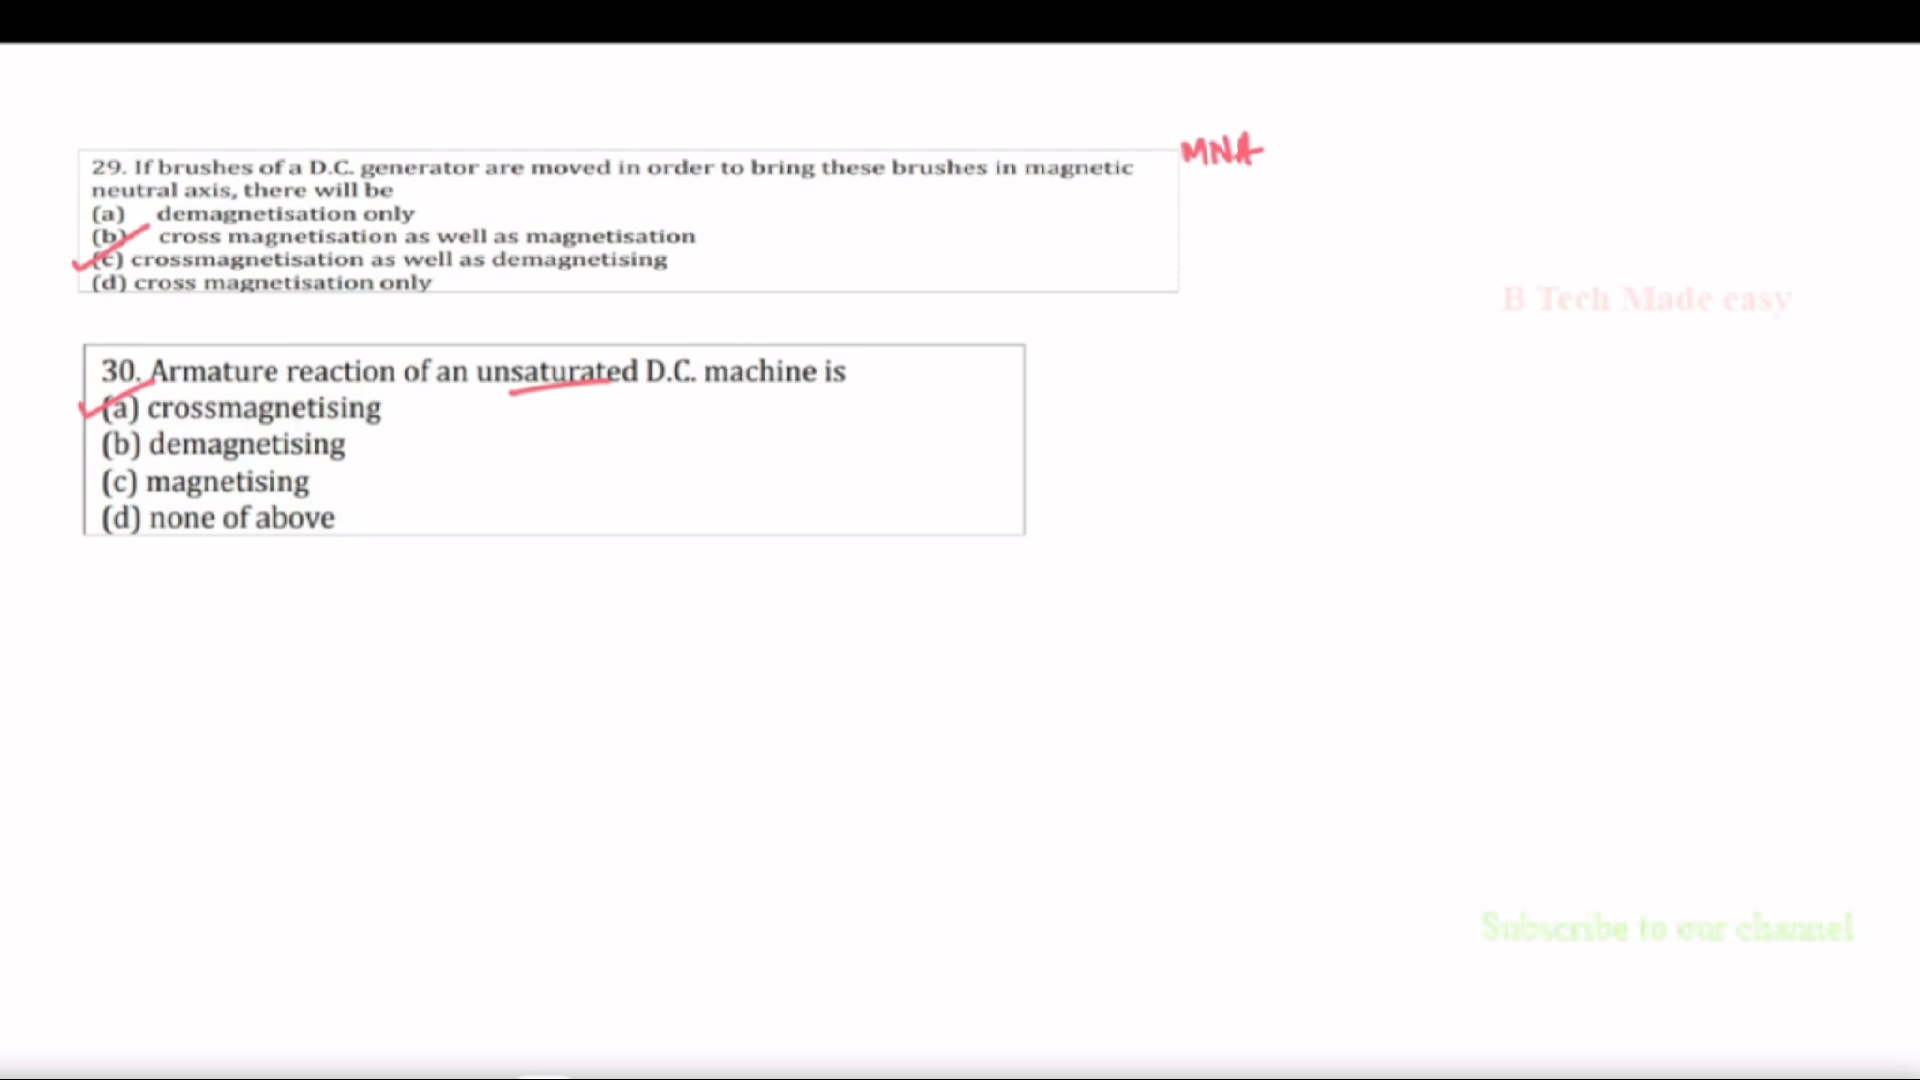 MNA
29. If brushes of a D.C. generator are moved in order to bring these brushes in magnetic
neutral axis, there will be
(a) demagnetisation only
(b) cross magnetisation as well as magnetisation
(c) crossmagnetisation as well as demagnetising
(d) cross magnetisation only
B Tech Made easy
30. Armature reaction of an unsaturated D.C. machine is
(a) crossmagnetising
(b) demagnetising
(c) magnetising
(d) none of above
Subscribe to our channel